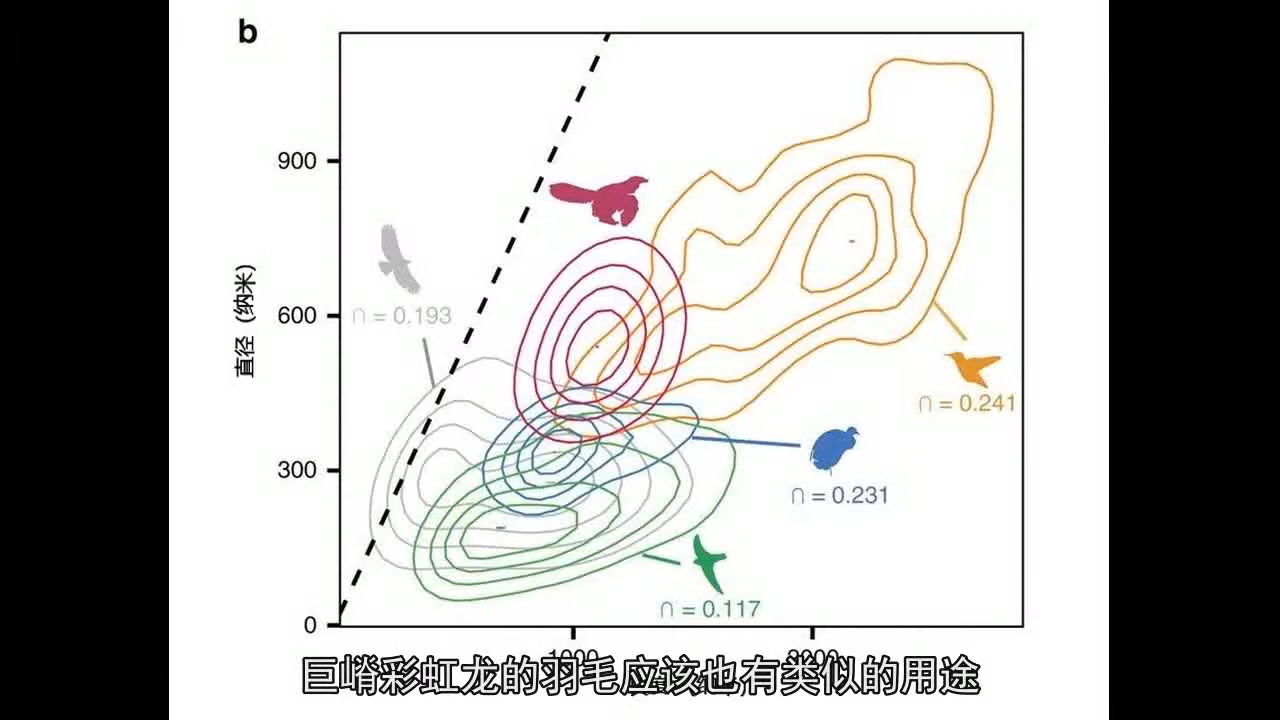 b
900
∩ = 0.193
600
直径 (纳米)
∩ = 0.241
∩ = 0.231
300
∩ = 0.117
0
巨嵴彩虹龙的羽毛应该也有类似的用途